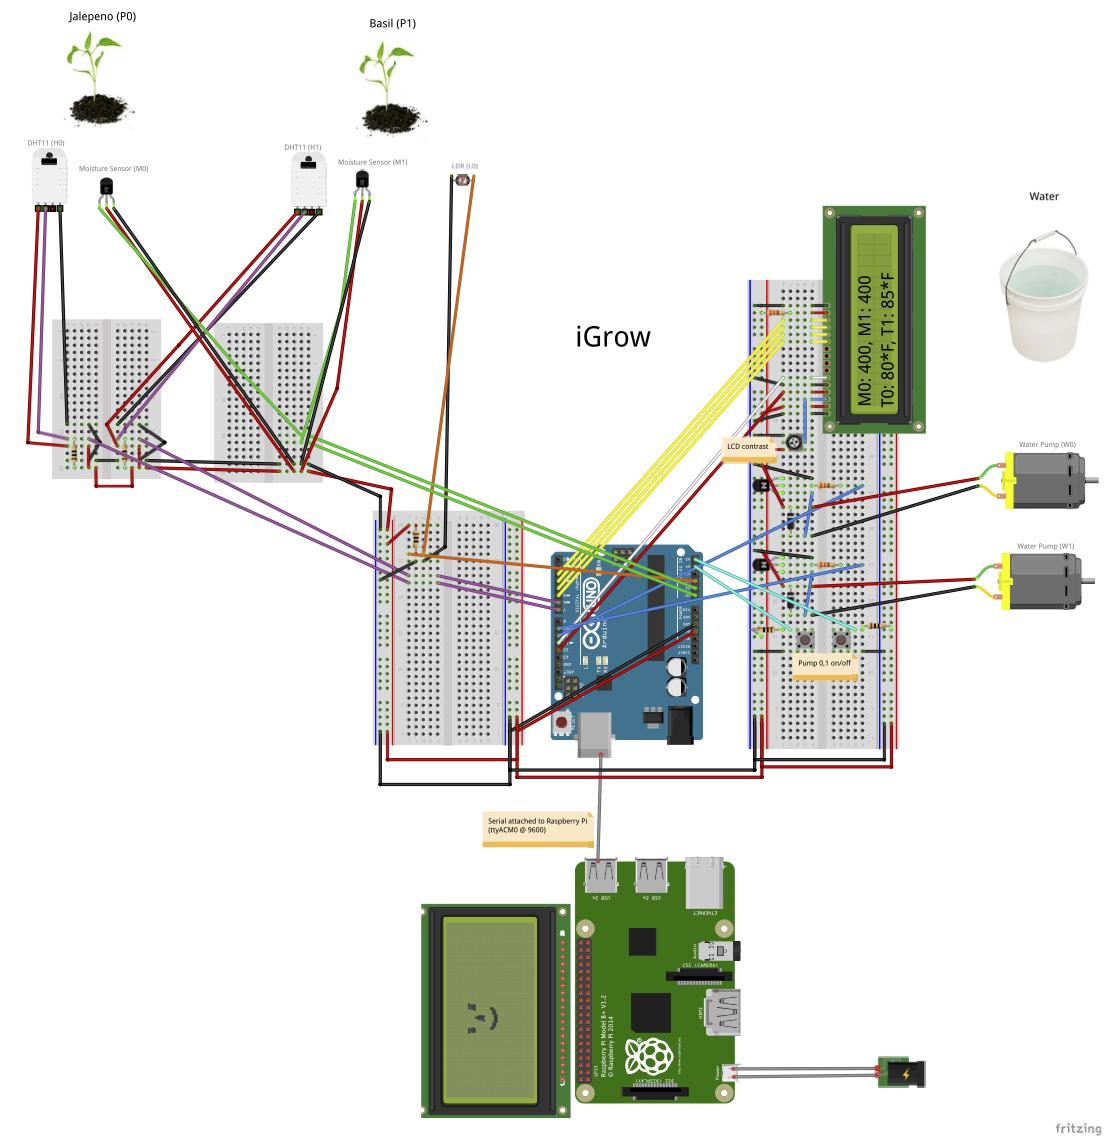 Jalepeno (P0)
Basil (P1)
DHT11 (H0)
Moisture Sensor (M0)
DHT11 (H1)
Moisture Sensor (M1)
LDR (L0)
Water
iGrow
M0: 400, M1: 400
T0: 80*F, T1: 85*F
LCD contrast
Water Pump (W0)
Water Pump (W1)
Pump 0,1 on/off
Arduino
UNO
TX
RX
Serial attached to Raspberry Pi
(ttyACM0 @ 9600)
USB 2x
USB 2x
ETHERNET
Audio
CSI (CAMERA)
HDMI
Raspberry Pi Model B+ V1.2
© Raspberry Pi 2014
GPIO
Power
DSI (DISPLAY)
fritzing